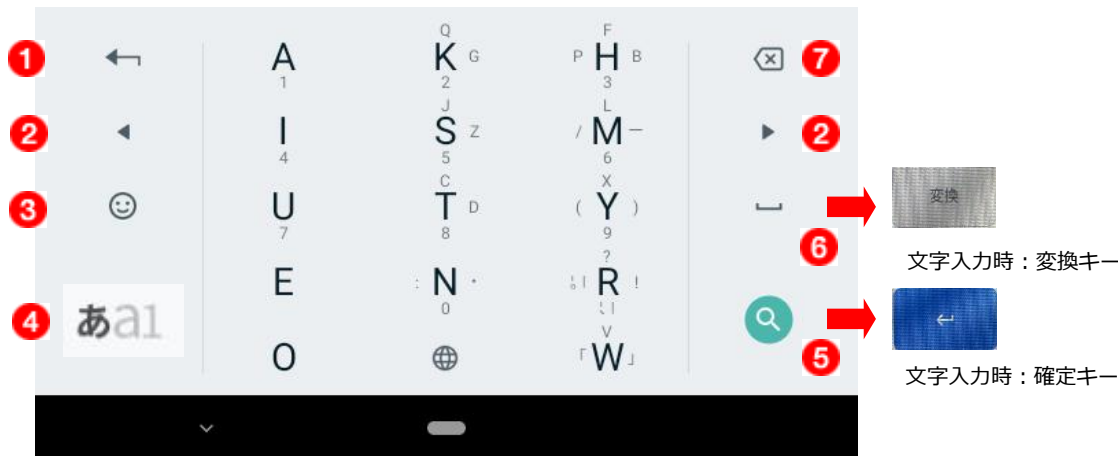 Q F
1 A K G P H B 7
1 2 3
J L
2 I S Z / M ー 2
4 5 6
C X
変換
3 U T D ( Y ) 6
7 8 9
文字入力時：変換キー
?
E : N ・ 。| R !
0 、|
4 あa1
V
O 「 W 」 5
文字入力時：確定キー